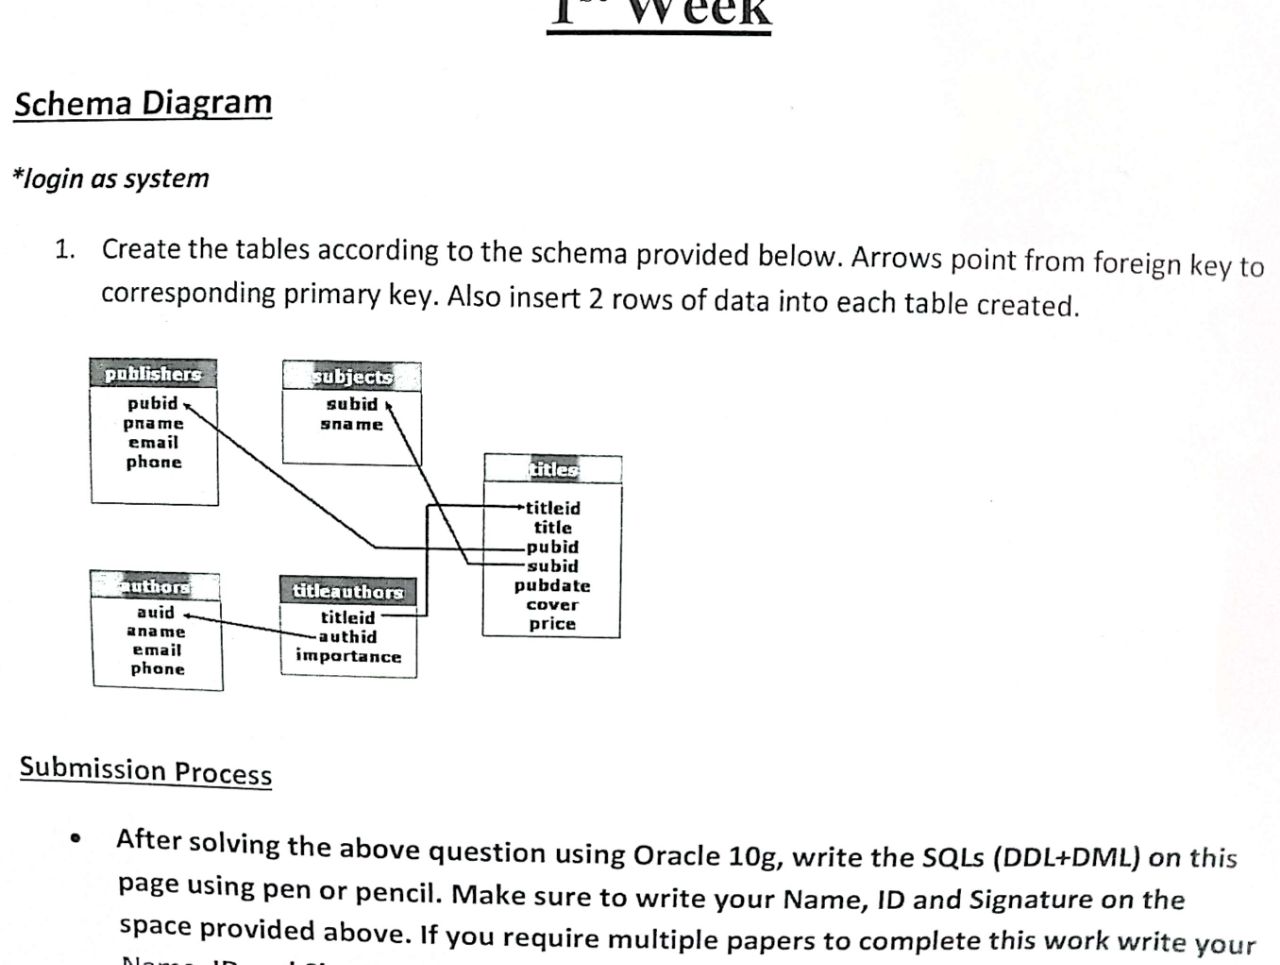 1st Week
Schema Diagram
*login as system
1. Create the tables according to the schema provided below. Arrows point from foreign key to
corresponding primary key. Also insert 2 rows of data into each table created.
publishers
pubid
pname
email
phone
subjects
subid
sname
titles
titleid
title
pubid
subid
pubdate
cover
price
authors
auid
aname
email
phone
titleauthors
titleid
authid
importance
Submission Process
• After solving the above question using Oracle 10g, write the SQLs (DDL+DML) on this
page using pen or pencil. Make sure to write your Name, ID and Signature on the
space provided above. If you require multiple papers to complete this work write your